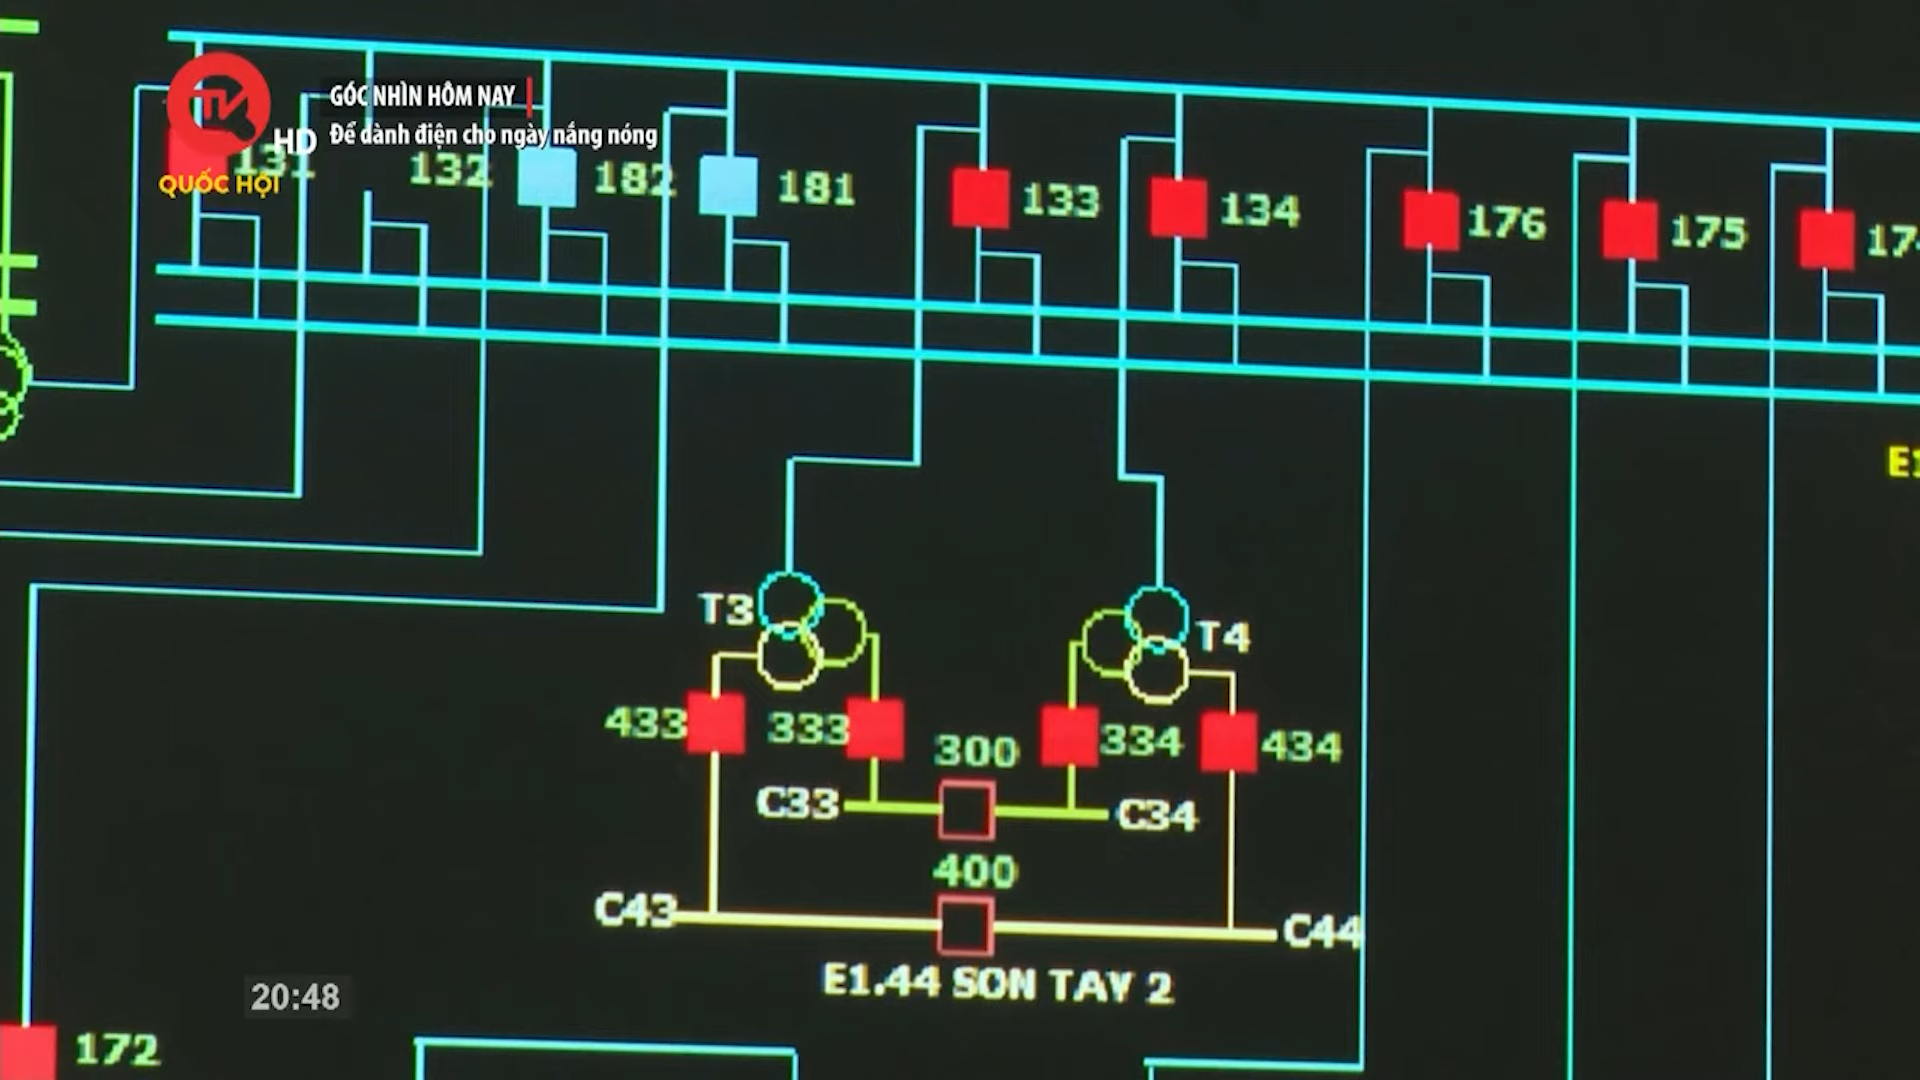 GÓC NHÌN HÔM NAY
Để dành điện cho ngày nắng nóng
HD
QUỐC HỘI
131
132
182
181
133
134
176
175
T3
T4
433
333
300
334
434
C33
C34
400
C43
C44
E1.44 SON TAY 2
20:48
172